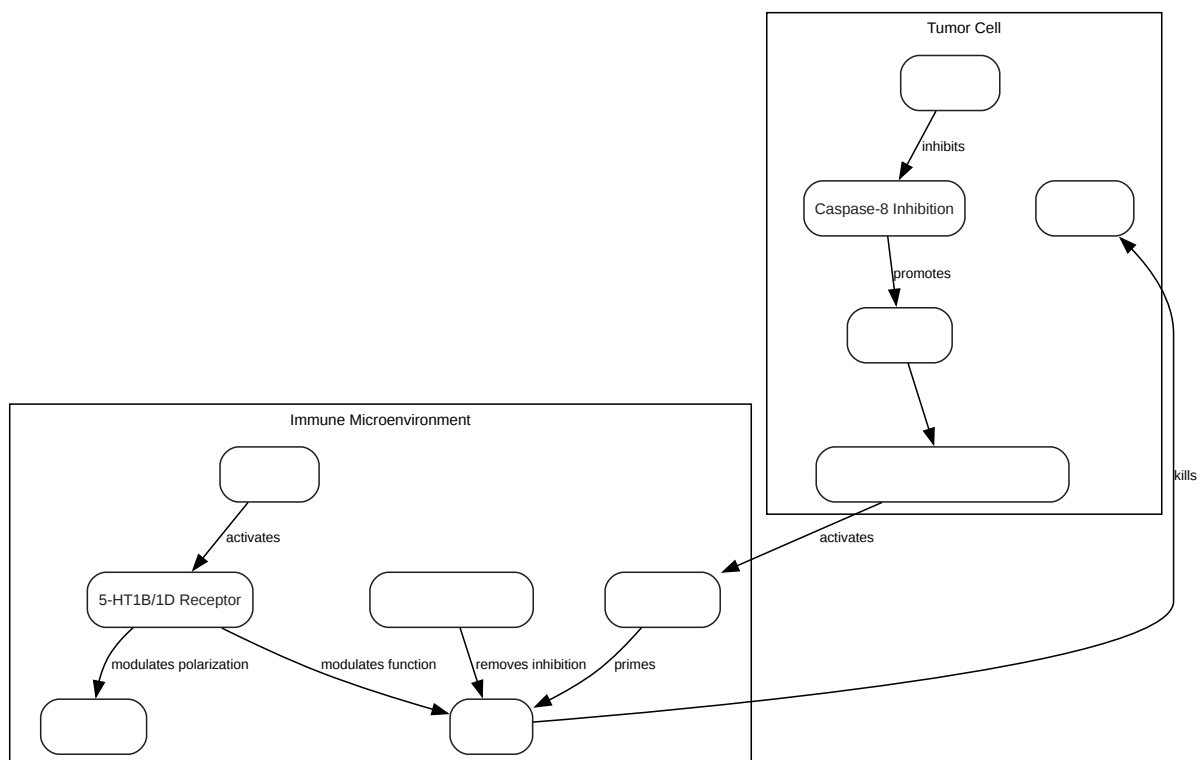 Tumor Cell
inhibits
Caspase-8 Inhibition
promotes
Immune Microenvironment
kills
activates
activates
5-HT1B/1D Receptor
modulates polarization
modulates function
removes inhibition
primes